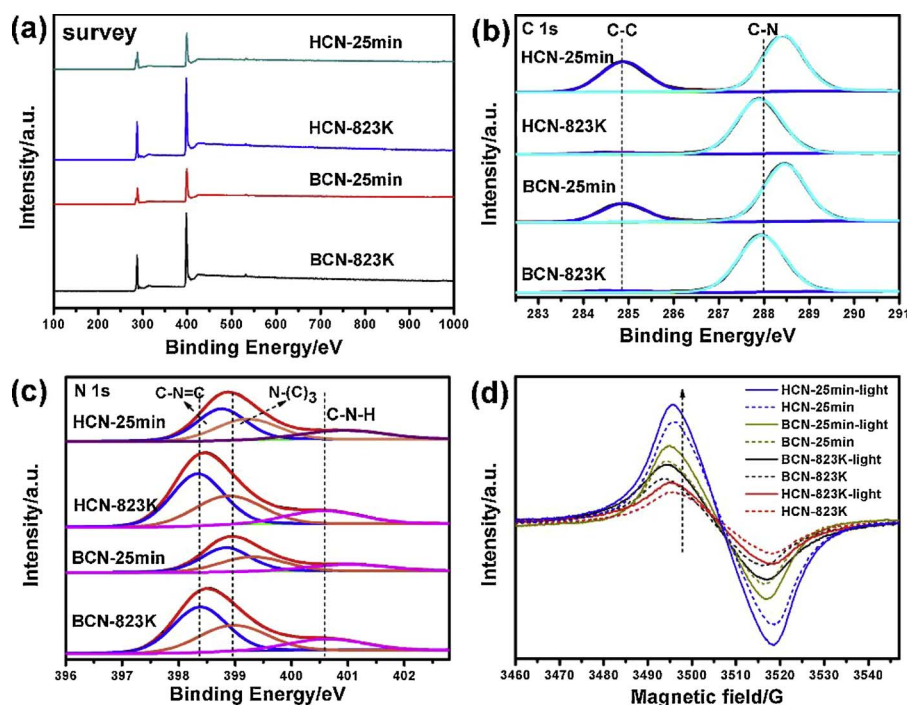 (a)
survey
HCN-25min
HCN-823K
BCN-25min
BCN-823K
Intensity/a.u.
100 200 300 400 500 600 700 800 900 1000
Binding Energy/eV
(b)
C 1s
C-C
C-N
HCN-25min
HCN-823K
BCN-25min
BCN-823K
Intensity/a.u.
283 284 285 286 287 288 289 290 291
Binding Energy/eV
(c)
N 1s
C-N=C
N-(C)3
C-N-H
HCN-25min
HCN-823K
BCN-25min
BCN-823K
Intensity/a.u.
396 397 398 399 400 401 402
Binding Energy/eV
(d)
HCN-25min-light
HCN-25min
BCN-25min-light
BCN-25min
BCN-823K-light
BCN-823K
HCN-823K-light
HCN-823K
Intensity/a.u.
3460 3470 3480 3490 3500 3510 3520 3530 3540
Magnetic field/G